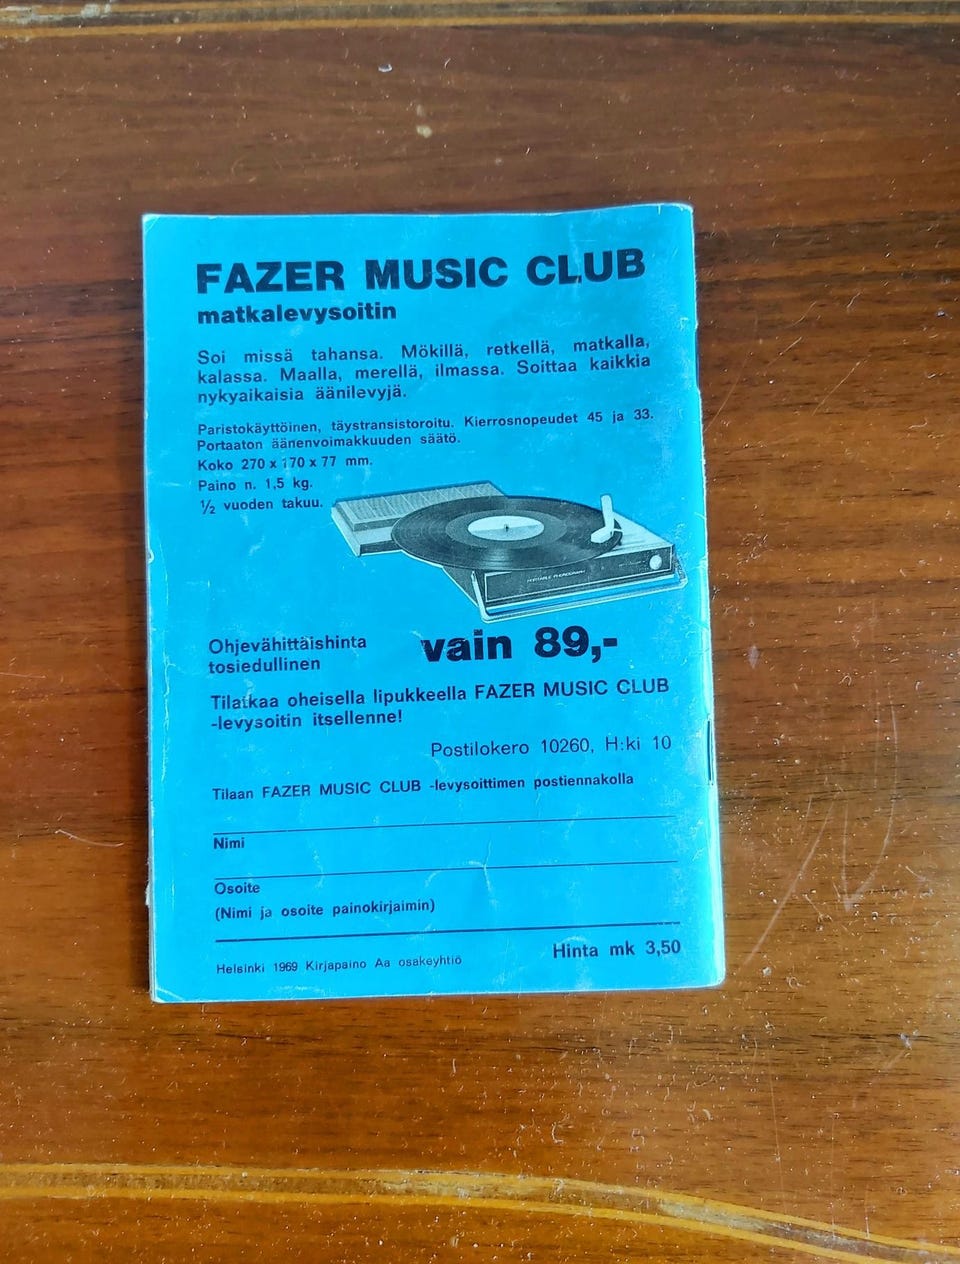 FAZER MUSIC CLUB
matkalevysoitin
Soi missä tahansa. Mökillä, retkellä, matkalla,
kalassa. Maalla, merellä, ilmassa. Soittaa kaikkia
nykyaikaisia äänilevyjä.
Paristokäyttöinen, täystransistoroitu. Kierrosnopeudet 45 ja 33.
Portaaton äänenvoimakkuuden säätö.
Koko 270 x 170 x 77 mm.
Paino n. 1,5 kg.
½ vuoden takuu.
PORTABLE PHONOGRAPH
Ohjevähittäishinta
tosiedullinen
vain 89,-
Tilatkaa oheisella lipukkeella FAZER MUSIC CLUB
-levysoitin itsellenne!
Postilokero 10260, H:ki 10
Tilaan FAZER MUSIC CLUB -levysoittimen postiennakolla
Nimi
Osoite
(Nimi ja osoite painokirjaimin)
Helsinki 1969 Kirjapaino Aa osakeyhtiö
Hinta mk 3,50